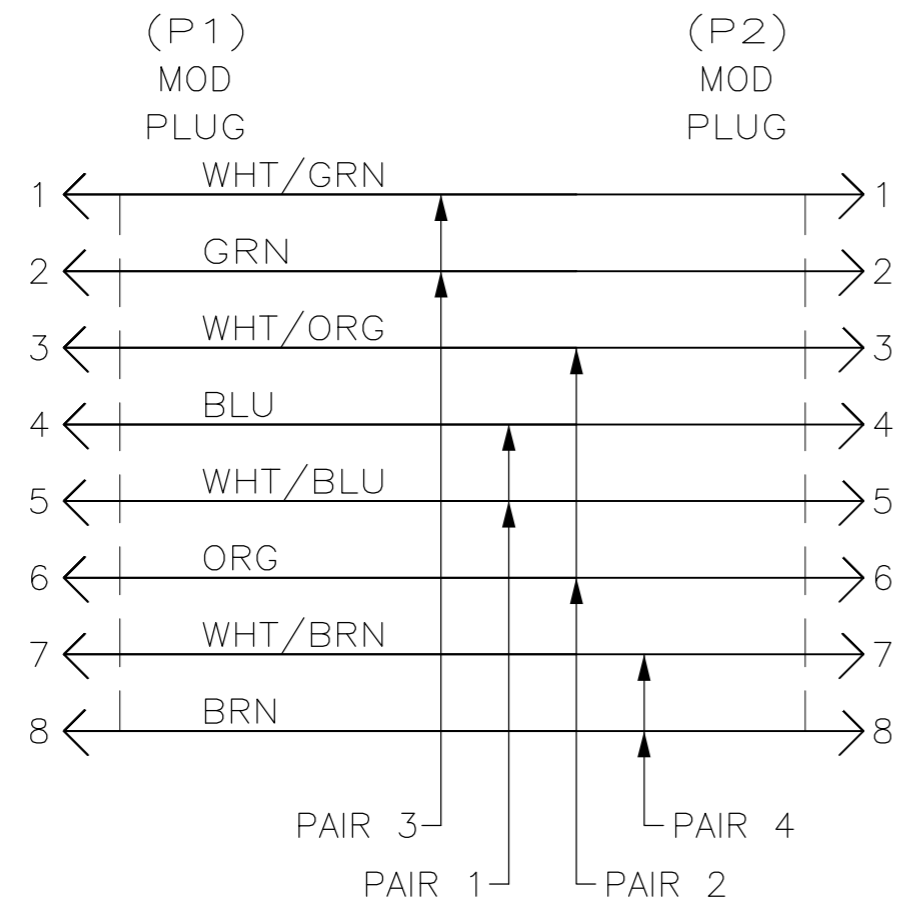 (P1) (P2)
MOD MOD
PLUG PLUG
1 WHT/GRN 1
2 GRN 2
3 WHT/ORG 3
4 BLU 4
5 WHT/BLU 5
6 ORG 6
7 WHT/BRN 7
8 BRN 8
PAIR 3 PAIR 4
PAIR 1 PAIR 2